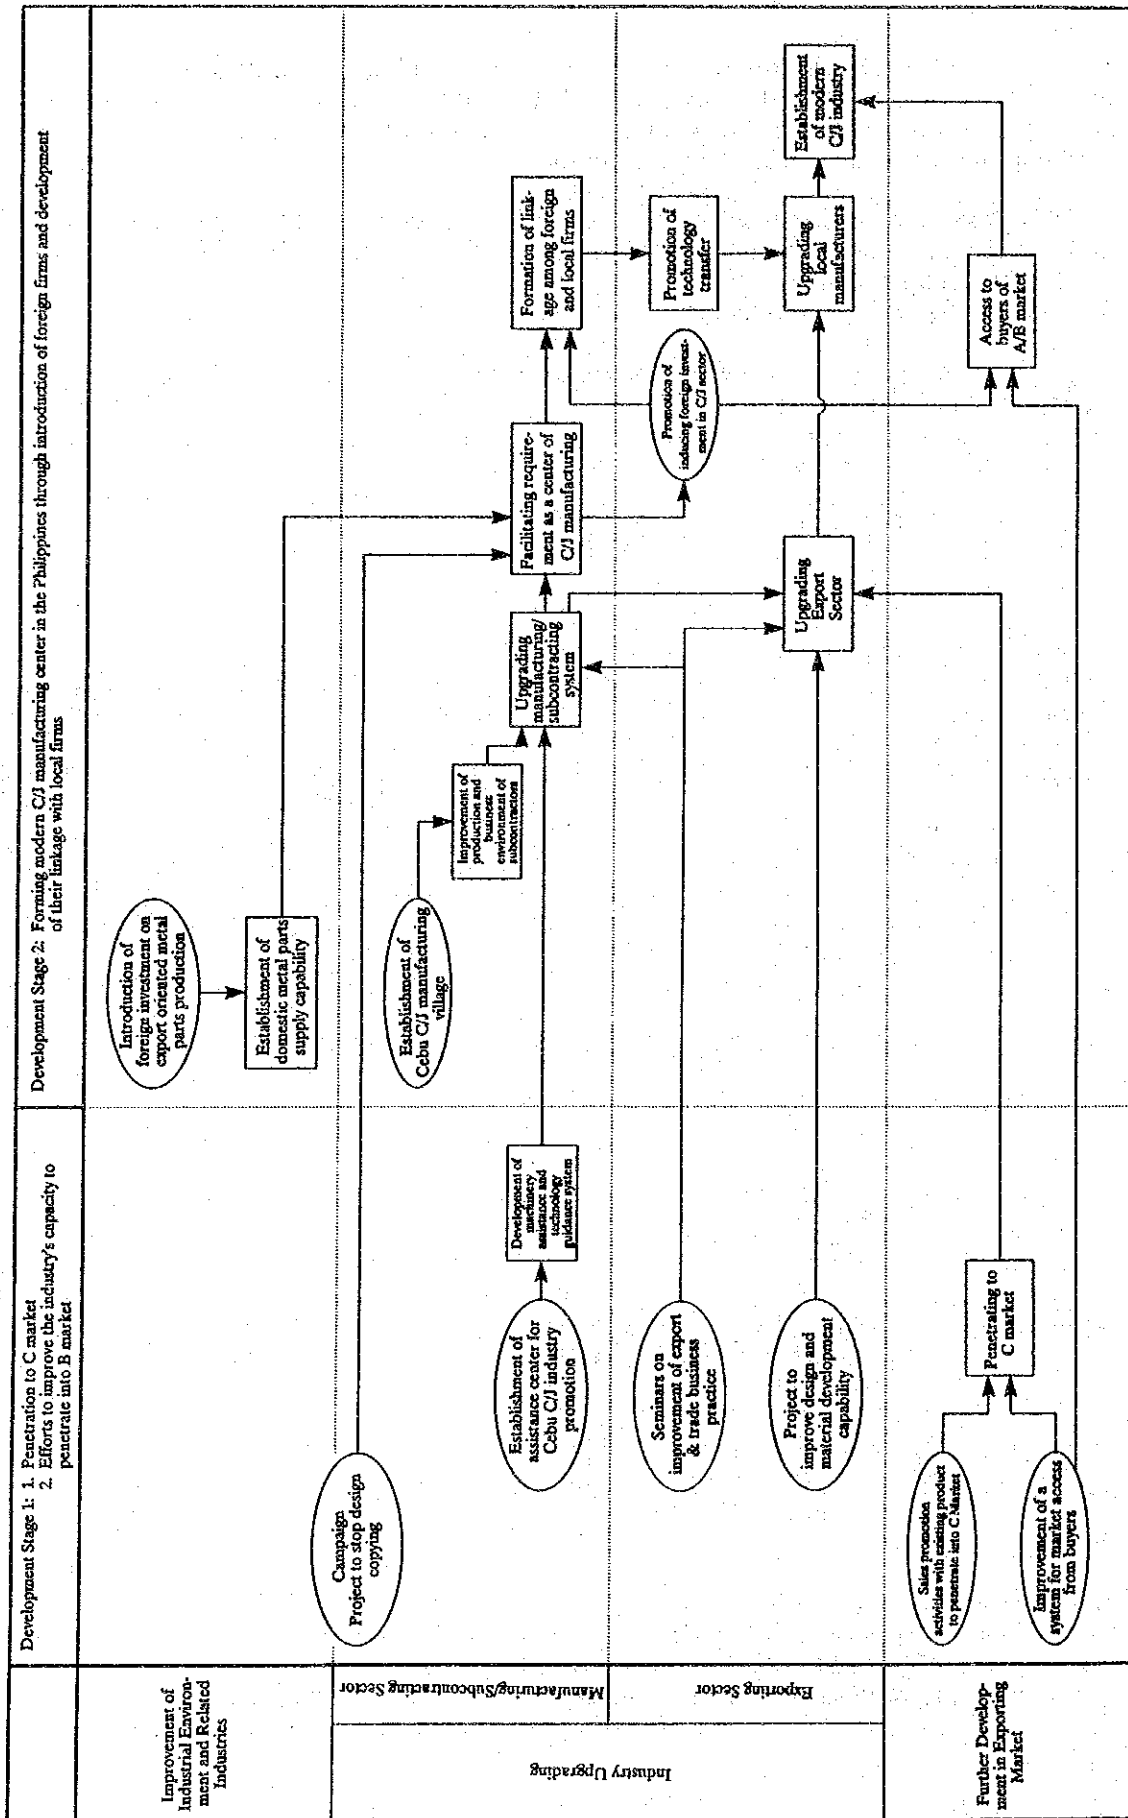 Development Stage 1: 1. Penetration to C market
2. Efforts to improve the industry's capacity to
penetrate into B market
Development Stage 2: Forming modern C/J manufacturing center in the Philippines through introduction of foreign firms and development
of their linkage with local firms
Improvement of
Industrial Environ-
ment and Related
Industries
Introduction of
foreign investment on
export oriented metal
parts production
Establishment of
domestic metal parts
supply capability
Industry Upgrading
Manufacturing/Subcontracting Sector
Campaign
Project to stop design
copying
Establishment of
assistance center for
Cebu C/J industry
promotion
Development of
machinery
assistance and
technology
guidance system
Establishment of
Cebu C/J manufacturing
village
Improvement of
production and
business
environment of
subcontractors
Upgrading
manufacturing/
subcontracting
system
Facilitating require-
ment as a center of
C/J manufacturing
Formation of link-
age among foreign
and local firms
Exporting Sector
Seminars on
improvement of export
& trade business
practice
Project to
improve design and
material development
capability
Upgrading
Export
Sector
Promotion of
inducing foreign invest-
ment in C/J sector
Promotion of
technology
transfer
Upgrading
local
manufacturers
Establishment
of modern
C/J industry
Further Develop-
ment in Exporting
Market
Sales promotion
activities with existing product
to penetrate into C Market
Improvement of a
system for market access
from buyers
Penetrating to
C market
Access to
buyers of
A/B market